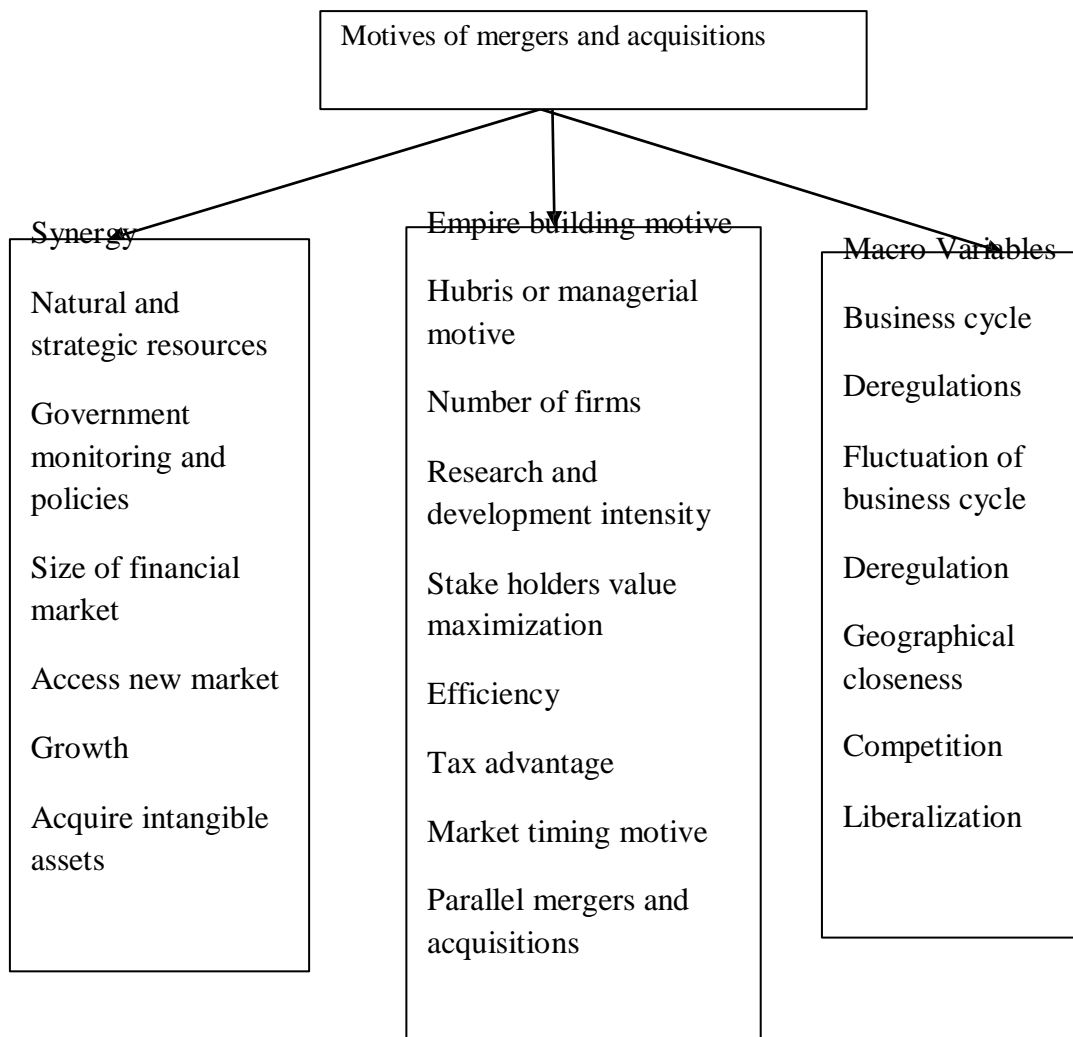 Motives of mergers and acquisitions
Synergy
Natural and
strategic resources
Government
monitoring and
policies
Size of financial
market
Access new market
Growth
Acquire intangible
assets
Empire building motive
Hubris or managerial
motive
Number of firms
Research and
development intensity
Stake holders value
maximization
Efficiency
Tax advantage
Market timing motive
Parallel mergers and
acquisitions
Macro Variables
Business cycle
Deregulations
Fluctuation of
business cycle
Deregulation
Geographical
closeness
Competition
Liberalization